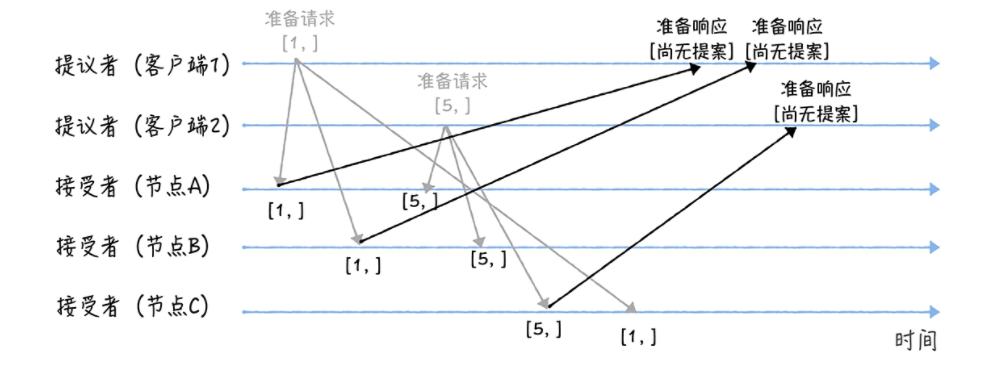 准备请求
[1, ]
准备响应
[尚无提案]
准备响应
[尚无提案]
提议者（客户端1）
准备请求
[5, ]
准备响应
[尚无提案]
提议者（客户端2）
接受者（节点A）
[1, ]
[5, ]
接受者（节点B）
[1, ]
[5, ]
接受者（节点C）
[5, ]
[1, ]
时间